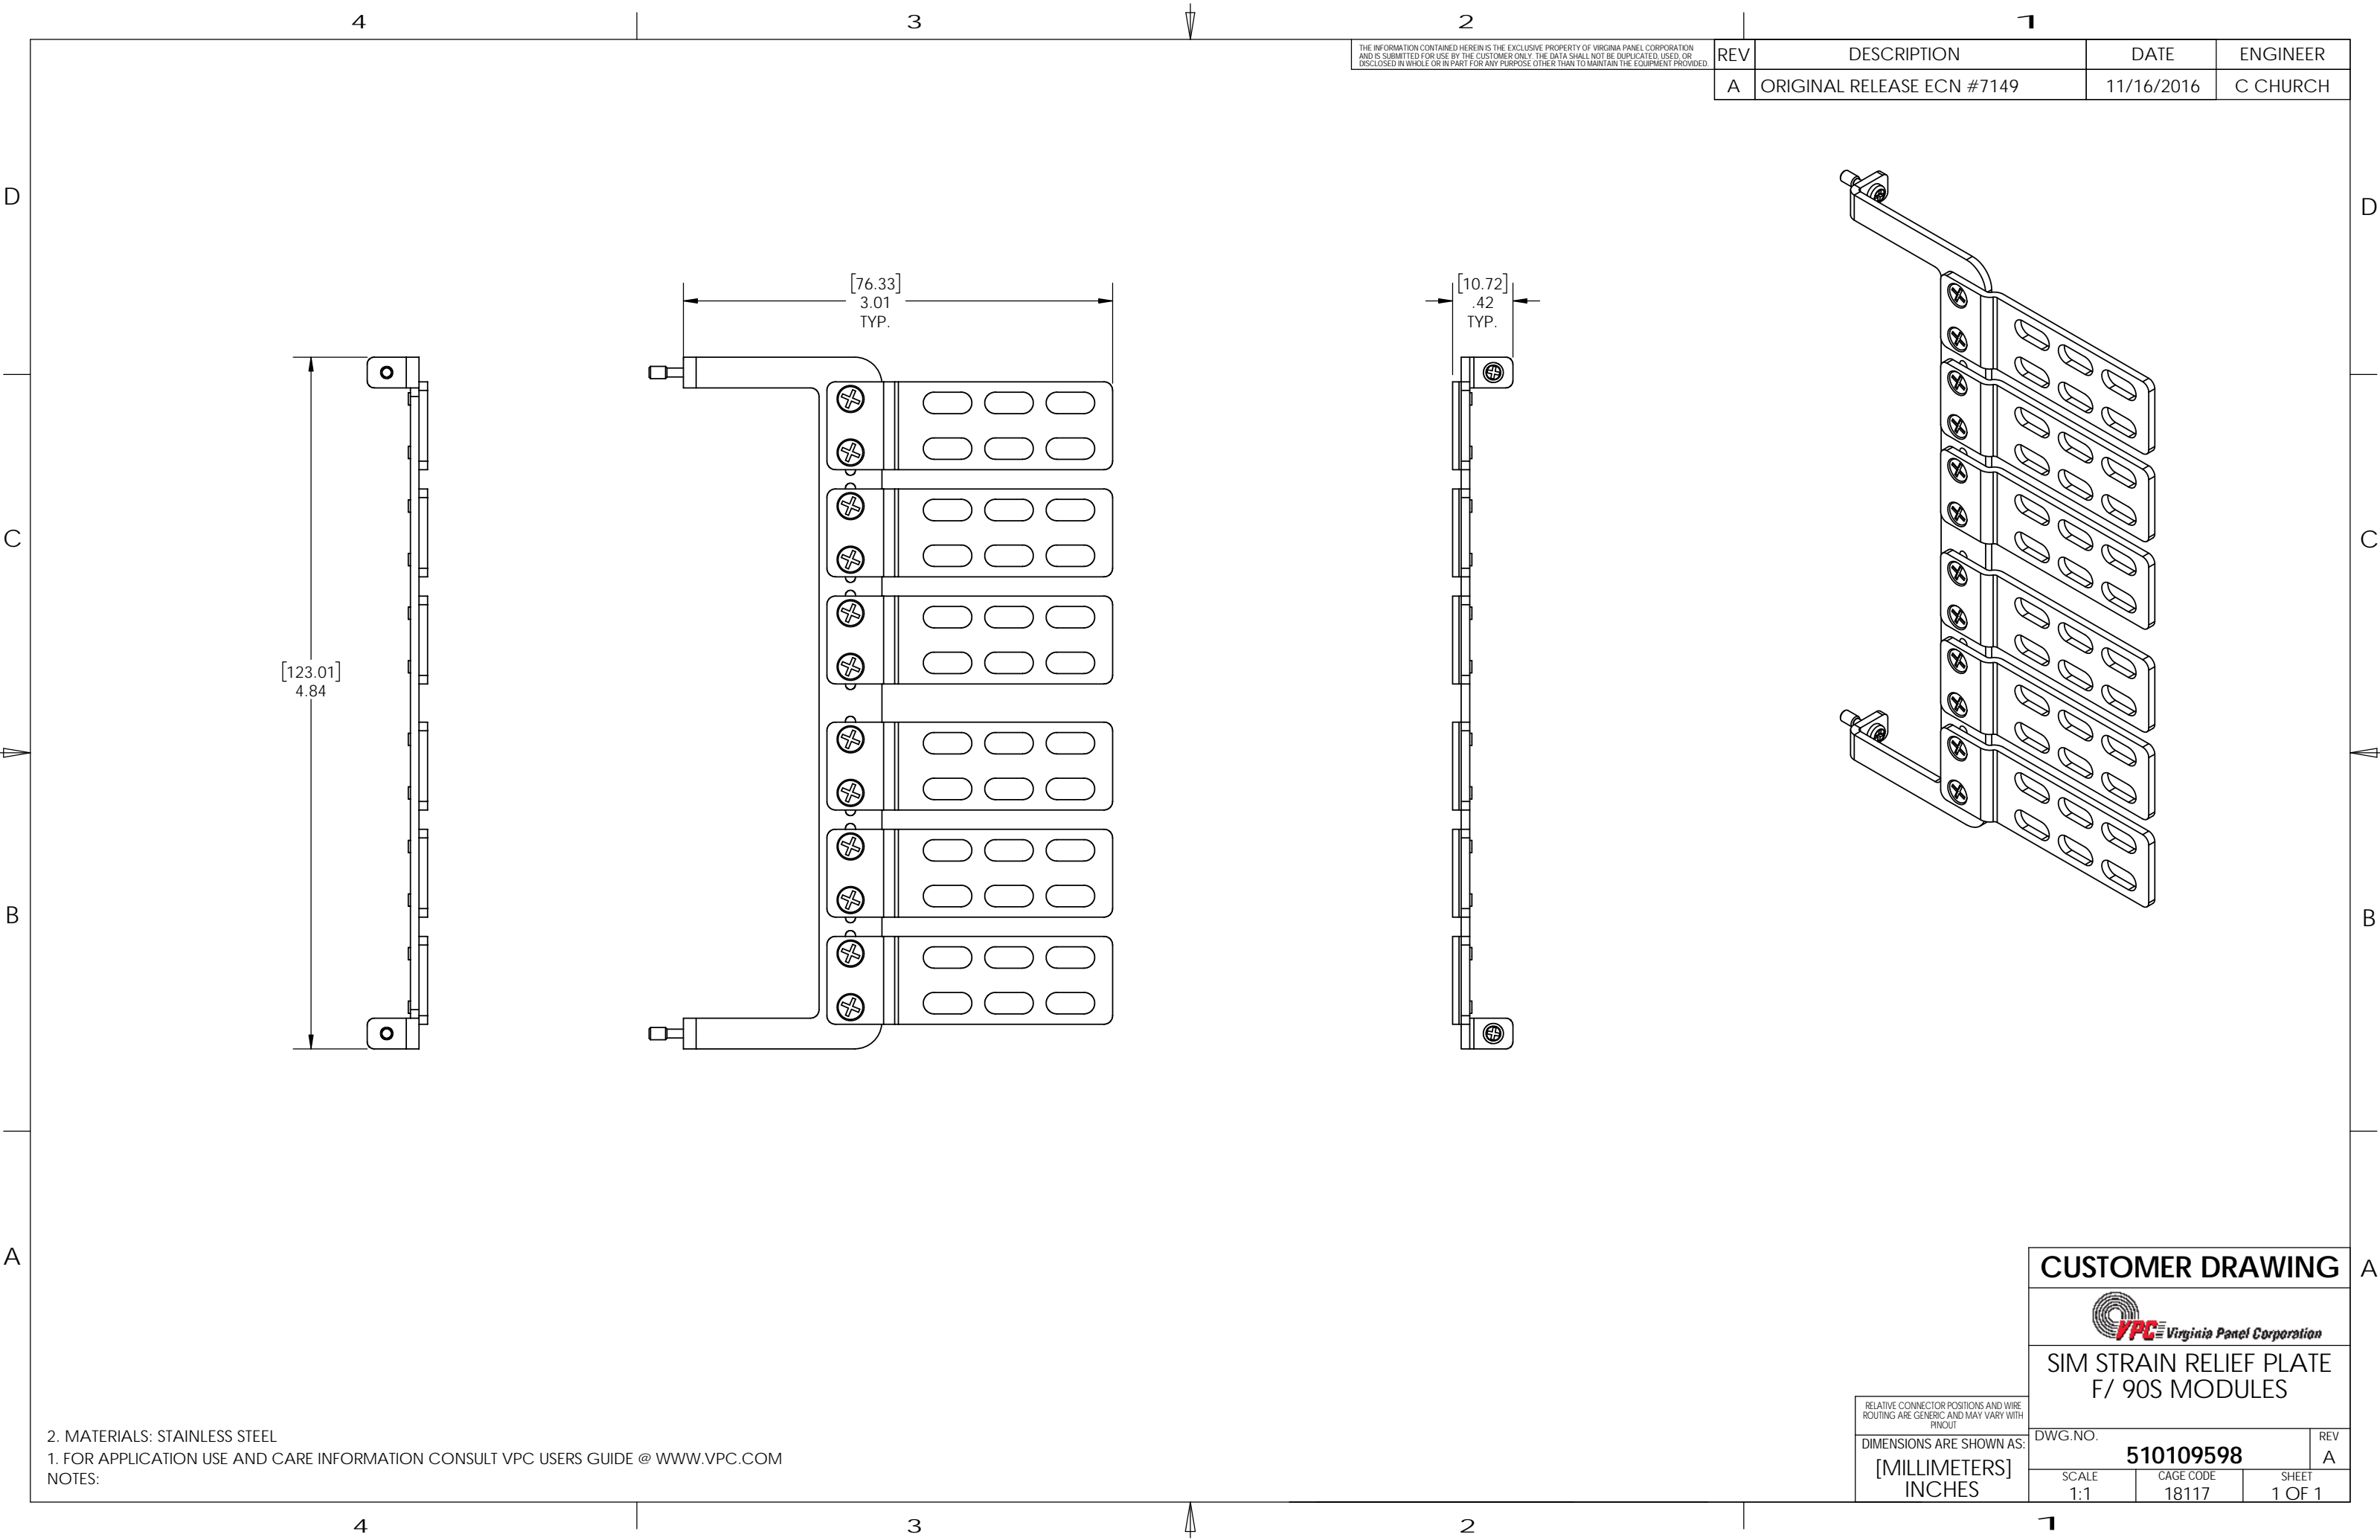 4
3
2
1
THE INFORMATION CONTAINED HEREIN IS THE EXCLUSIVE PROPERTY OF VIRGINIA PANEL CORPORATION
AND IS SUBMITTED FOR USE BY THE CUSTOMER ONLY. THE DATA SHALL NOT BE DUPLICATED, USED, OR
DISCLOSED IN WHOLE OR IN PART FOR ANY PURPOSE OTHER THAN TO MAINTAIN THE EQUIPMENT PROVIDED.
REV DESCRIPTION DATE ENGINEER
A ORIGINAL RELEASE ECN #7149 11/16/2016 C CHURCH
D
D
[76.33]
3.01
TYP.
[10.72]
.42
TYP.
C
C
[123.01]
4.84
B
B
A
A
CUSTOMER DRAWING
VPC Virginia Panel Corporation
SIM STRAIN RELIEF PLATE
F/ 90S MODULES
RELATIVE CONNECTOR POSITIONS AND WIRE
ROUTING ARE GENERIC AND MAY VARY WITH
PINOUT
DIMENSIONS ARE SHOWN AS:
[MILLIMETERS]
INCHES
DWG.NO.
510109598
REV
A
SCALE
1:1
CAGE CODE
18117
SHEET
1 OF 1
2. MATERIALS: STAINLESS STEEL
1. FOR APPLICATION USE AND CARE INFORMATION CONSULT VPC USERS GUIDE @ WWW.VPC.COM
NOTES:
4
3
2
1